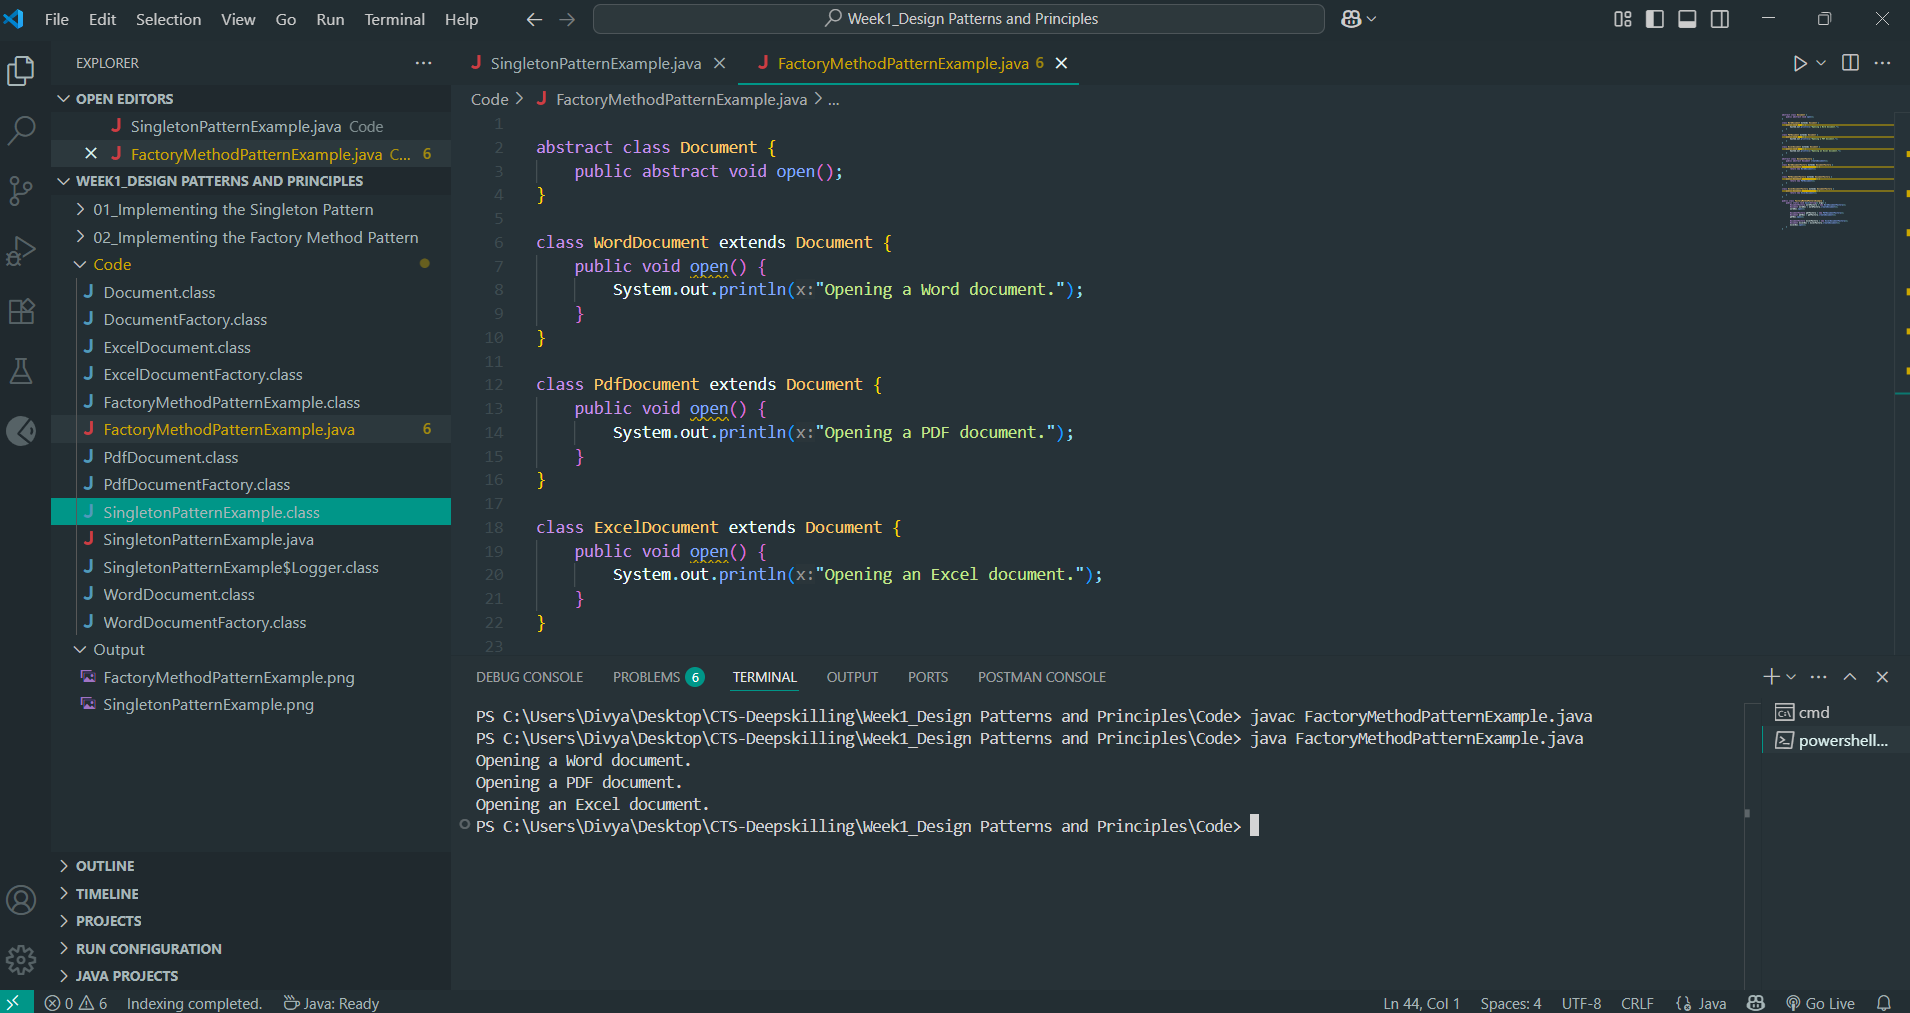 File Edit Selection View Go Run Terminal Help
Week1_Design Patterns and Principles
EXPLORER
OPEN EDITORS
SingletonPatternExample.java Code
FactoryMethodPatternExample.java C... 6
WEEK1_DESIGN PATTERNS AND PRINCIPLES
01_Implementing the Singleton Pattern
02_Implementing the Factory Method Pattern
Code
J Document.class
J DocumentFactory.class
J ExcelDocument.class
J ExcelDocumentFactory.class
J FactoryMethodPatternExample.class
J FactoryMethodPatternExample.java 6
J PdfDocument.class
J PdfDocumentFactory.class
J SingletonPatternExample.class
J SingletonPatternExample.java
J SingletonPatternExample$Logger.class
J WordDocument.class
J WordDocumentFactory.class
Output
FactoryMethodPatternExample.png
SingletonPatternExample.png
OUTLINE
TIMELINE
PROJECTS
RUN CONFIGURATION
JAVA PROJECTS
J SingletonPatternExample.java J FactoryMethodPatternExample.java 6
Code > J FactoryMethodPatternExample.java > ...
1
2 abstract class Document {
3 public abstract void open();
4 }
5
6 class WordDocument extends Document {
7 public void open() {
8 System.out.println(x:"Opening a Word document.");
9 }
10 }
11
12 class PdfDocument extends Document {
13 public void open() {
14 System.out.println(x:"Opening a PDF document.");
15 }
16 }
17
18 class ExcelDocument extends Document {
19 public void open() {
20 System.out.println(x:"Opening an Excel document.");
21 }
22 }
23
DEBUG CONSOLE PROBLEMS 6 TERMINAL OUTPUT PORTS POSTMAN CONSOLE
PS C:\Users\Divya\Desktop\CTS-Deepskilling\Week1_Design Patterns and Principles\Code> javac FactoryMethodPatternExample.java
PS C:\Users\Divya\Desktop\CTS-Deepskilling\Week1_Design Patterns and Principles\Code> java FactoryMethodPatternExample.java
Opening a Word document.
Opening a PDF document.
Opening an Excel document.
PS C:\Users\Divya\Desktop\CTS-Deepskilling\Week1_Design Patterns and Principles\Code>
cmd
powershell...
0 6 Indexing completed. Java: Ready
Ln 44, Col 1 Spaces: 4 UTF-8 CRLF {} Java Go Live